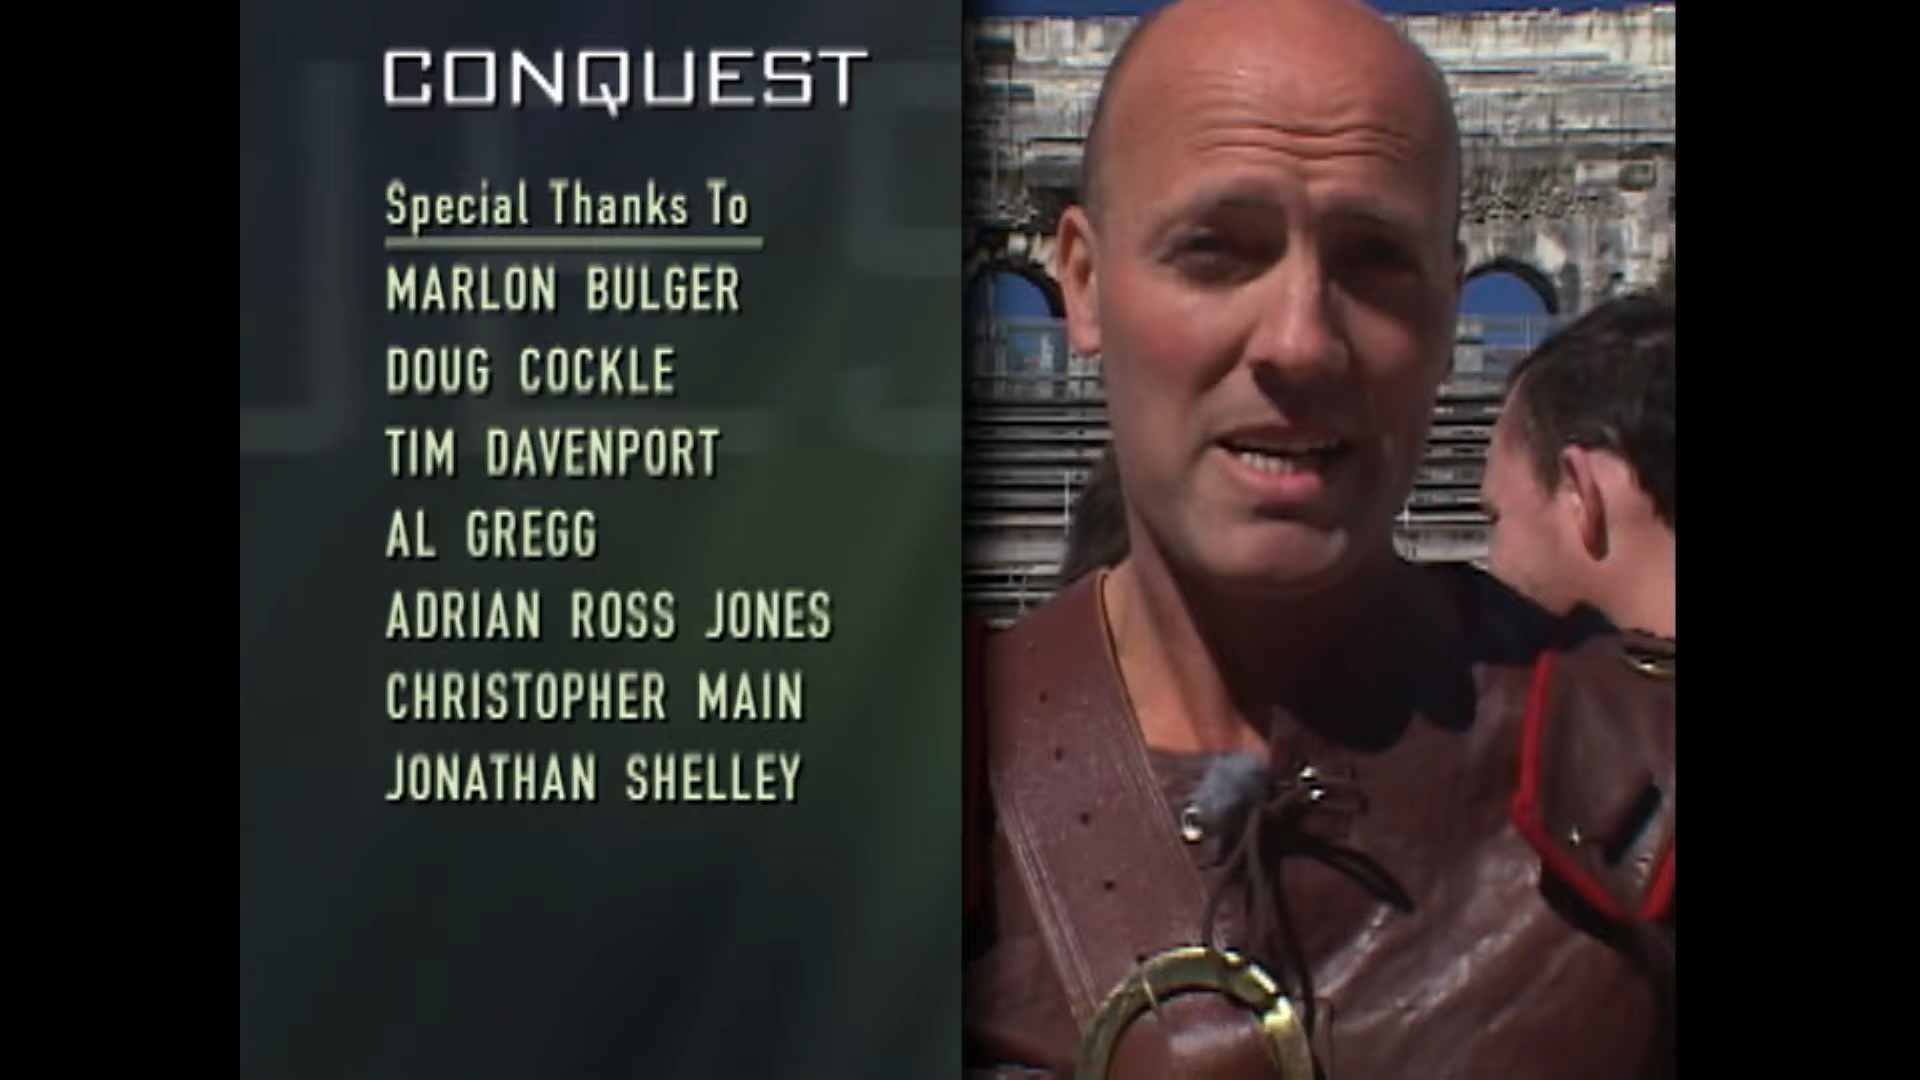 CONQUEST
Special Thanks To
MARLON BULGER
DOUG COCKLE
TIM DAVENPORT
AL GREGG
ADRIAN ROSS JONES
CHRISTOPHER MAIN
JONATHAN SHELLEY